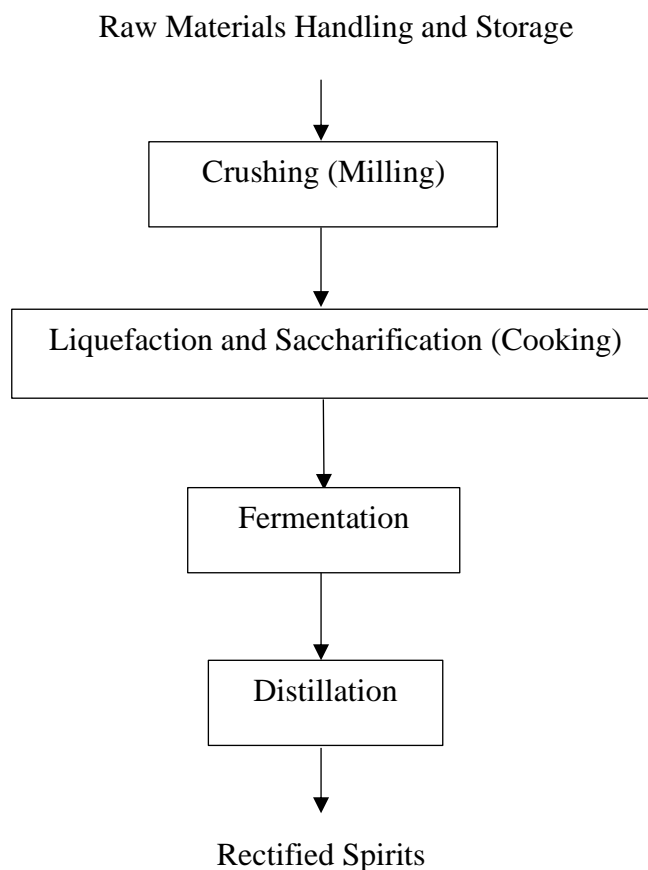 Raw Materials Handling and Storage
Crushing (Milling)
Liquefaction and Saccharification (Cooking)
Fermentation
Distillation
Rectified Spirits